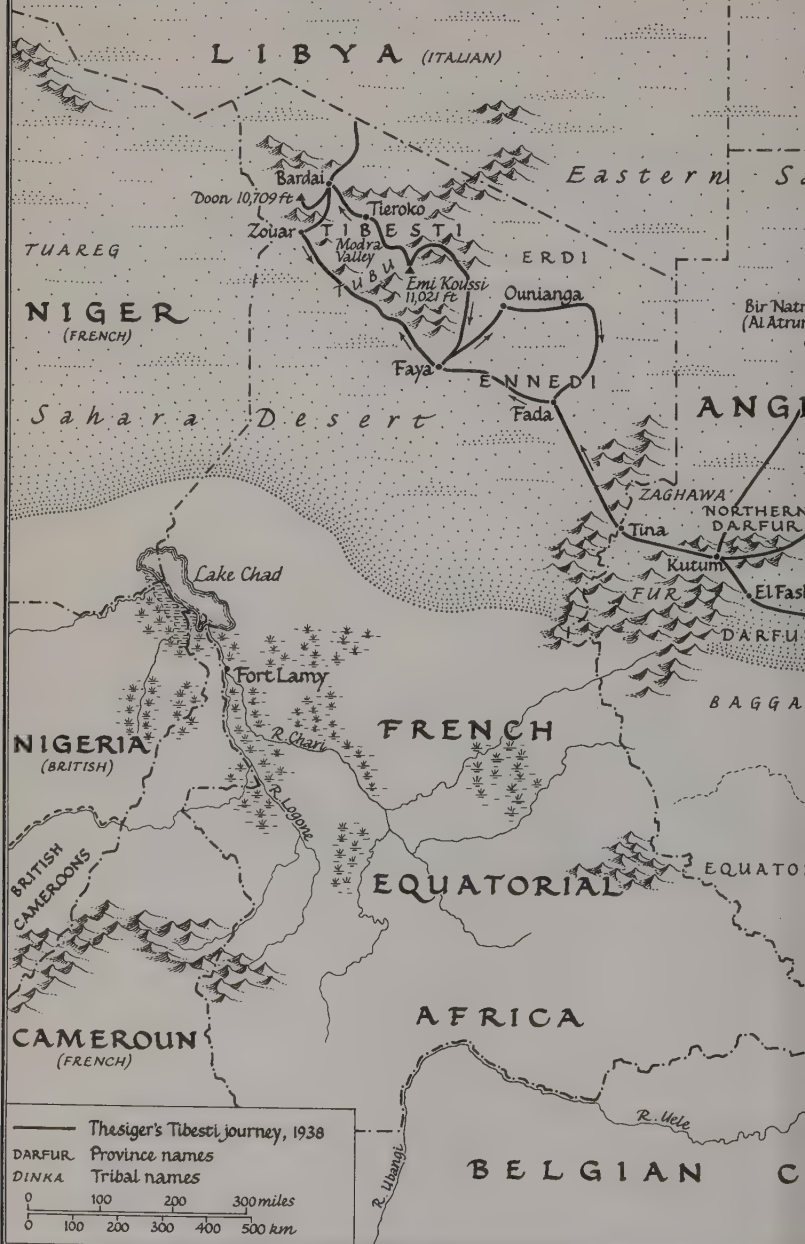 LIBYA (ITALIAN)
Eastern Sa
Bardai
Doon 10,709 ft
Tieroko
Zouar
TIBESTI
Modra
Valley
TUBU
Emi Koussi
11,021 ft
ERDI
TUAREG
NIGER
(FRENCH)
Ounianga
Bir Natr
(Al Atrun
Faya
ENNEDI
Fada
Sahara Desert
ANGL
ZAGHAWA
NORTHERN
DARFUR
Tina
Kutum
FUR
El Fash
DARFU
BAGGA
Lake Chad
Fort Lamy
NIGERIA
(BRITISH)
R. Chari
FRENCH
R. Logone
BRITISH
CAMEROONS
EQUATORIAL
EQUATO
AFRICA
CAMEROUN
(FRENCH)
R. Uele
R. Ubangi
BELGIAN C
Thesiger's Tibesti journey, 1938
DARFUR Province names
DINKA Tribal names
0 100 200 300 miles
0 100 200 300 400 500 km